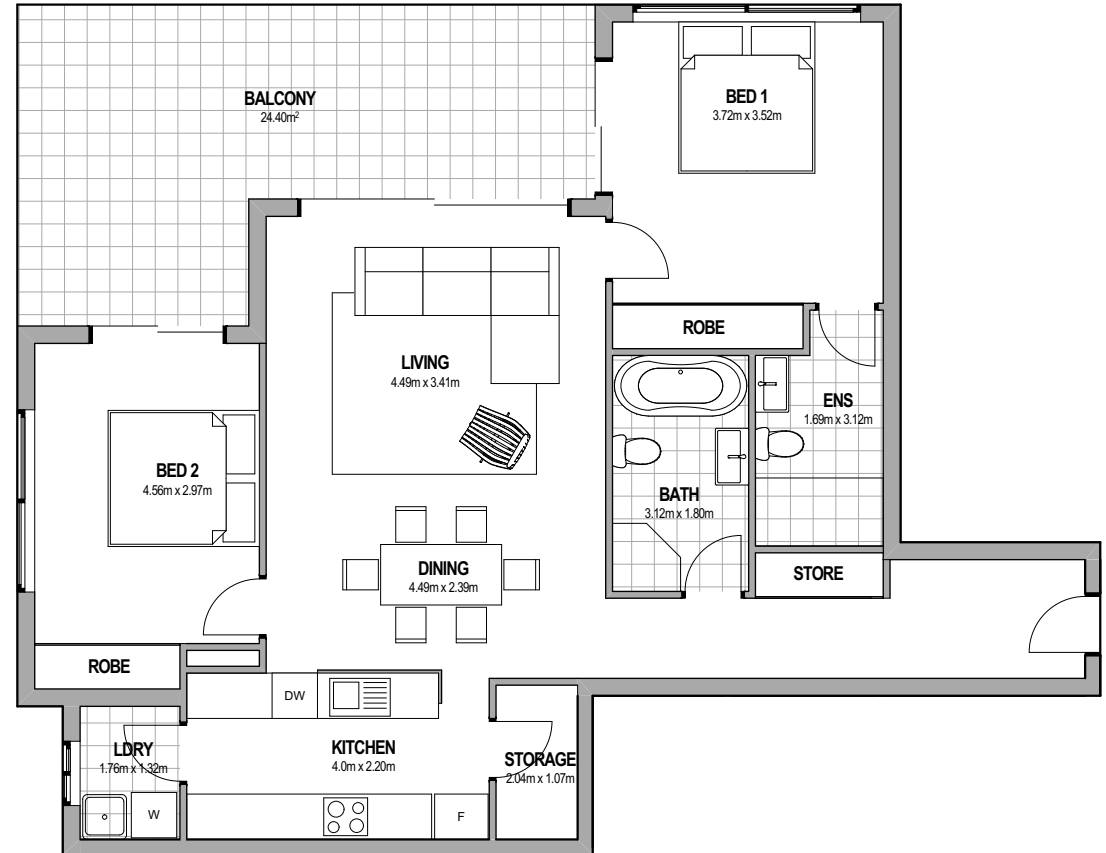 BALCONY
24.40m²
BED 1
3.72m x 3.52m
ROBE
LIVING
4.49m x 3.41m
ENS
1.69m x 3.12m
BED 2
4.56m x 2.97m
BATH
3.12m x 1.80m
DINING
4.49m x 2.39m
STORE
ROBE
DW
LDRY
1.76m x 1.32m
KITCHEN
4.0m x 2.20m
STORAGE
2.04m x 1.07m
W
F